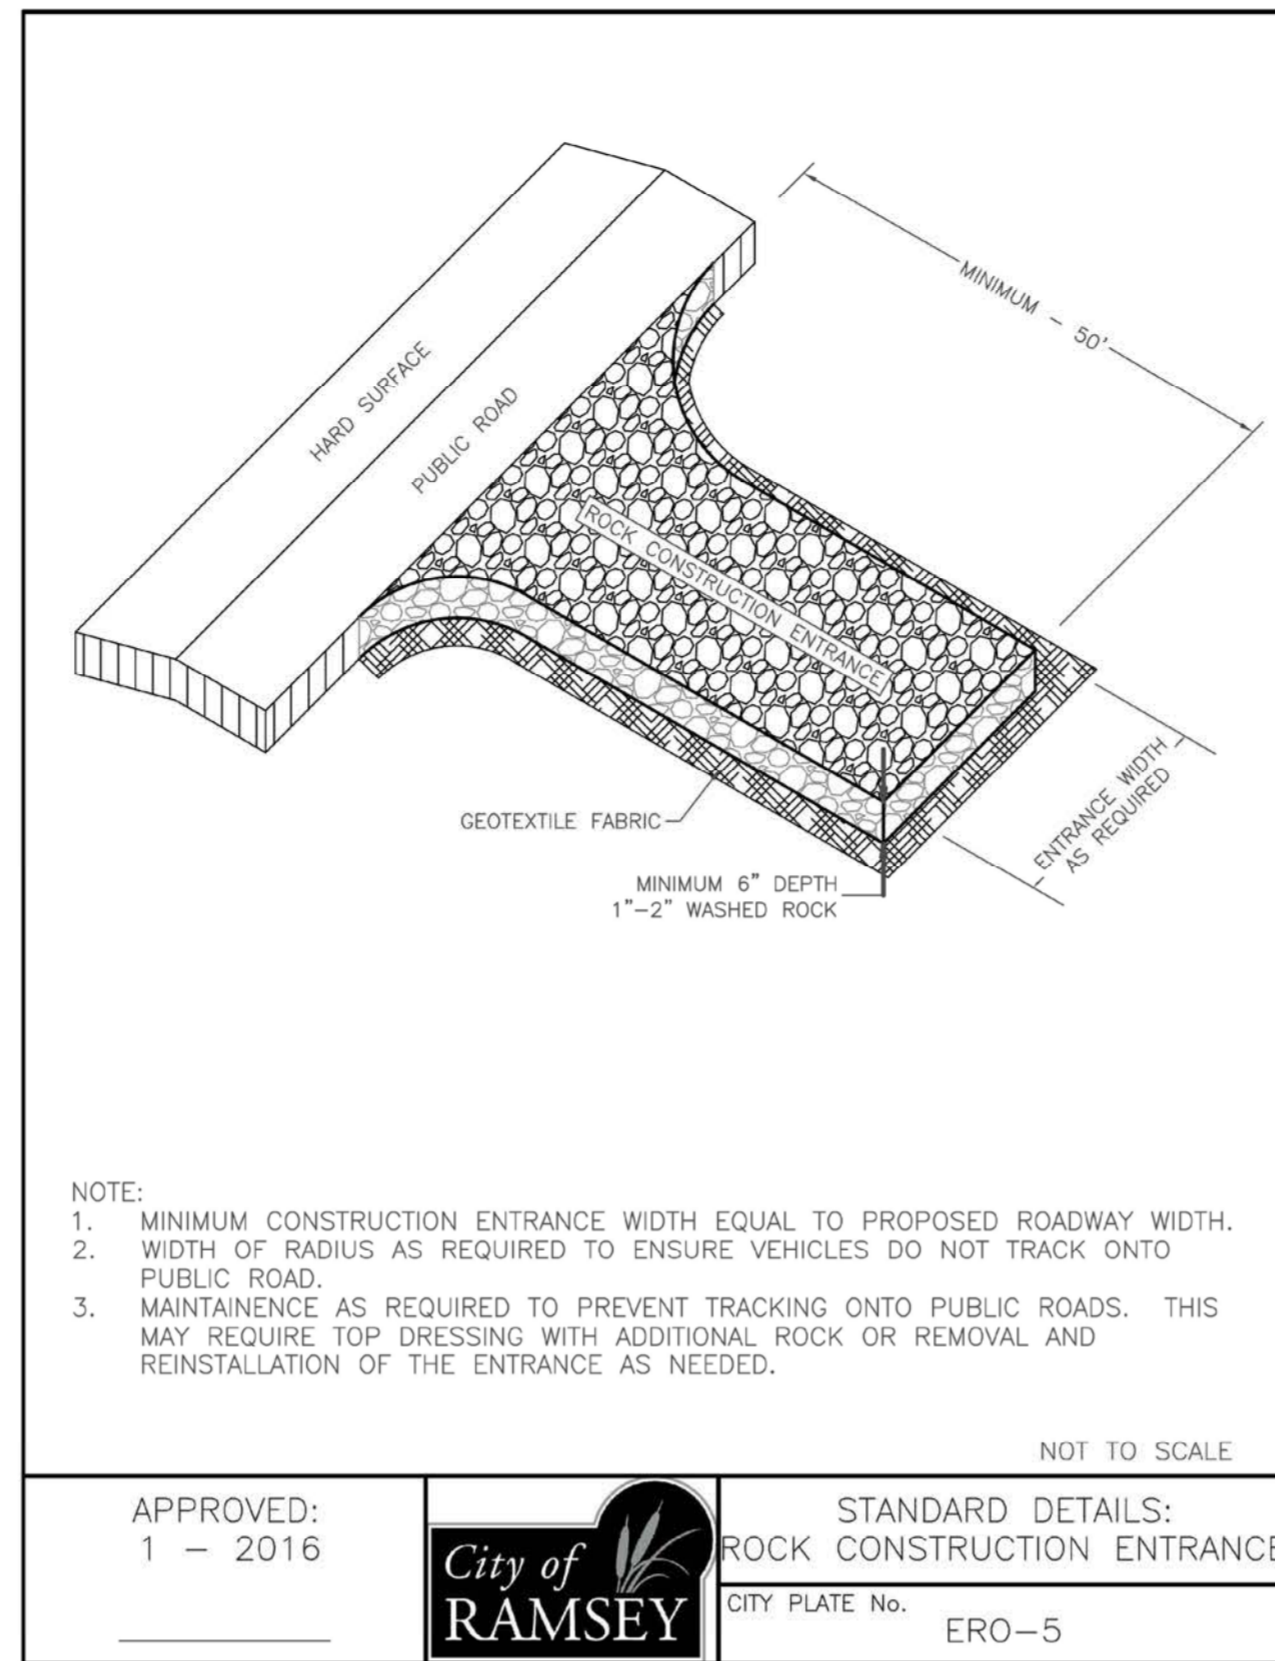 MINIMUM - 50'
HARD SURFACE
PUBLIC ROAD
ROCK CONSTRUCTION ENTRANCE
GEOTEXTILE FABRIC
MINIMUM 6" DEPTH
1"-2" WASHED ROCK
ENTRANCE WIDTH
AS REQUIRED
NOTE:
1. MINIMUM CONSTRUCTION ENTRANCE WIDTH EQUAL TO PROPOSED ROADWAY WIDTH.
2. WIDTH OF RADIUS AS REQUIRED TO ENSURE VEHICLES DO NOT TRACK ONTO
PUBLIC ROAD.
3. MAINTAINENCE AS REQUIRED TO PREVENT TRACKING ONTO PUBLIC ROADS. THIS
MAY REQUIRE TOP DRESSING WITH ADDITIONAL ROCK OR REMOVAL AND
REINSTALLATION OF THE ENTRANCE AS NEEDED.
NOT TO SCALE
APPROVED:
1 - 2016
City of
RAMSEY
STANDARD DETAILS:
ROCK CONSTRUCTION ENTRANCE
CITY PLATE No.
ERO-5